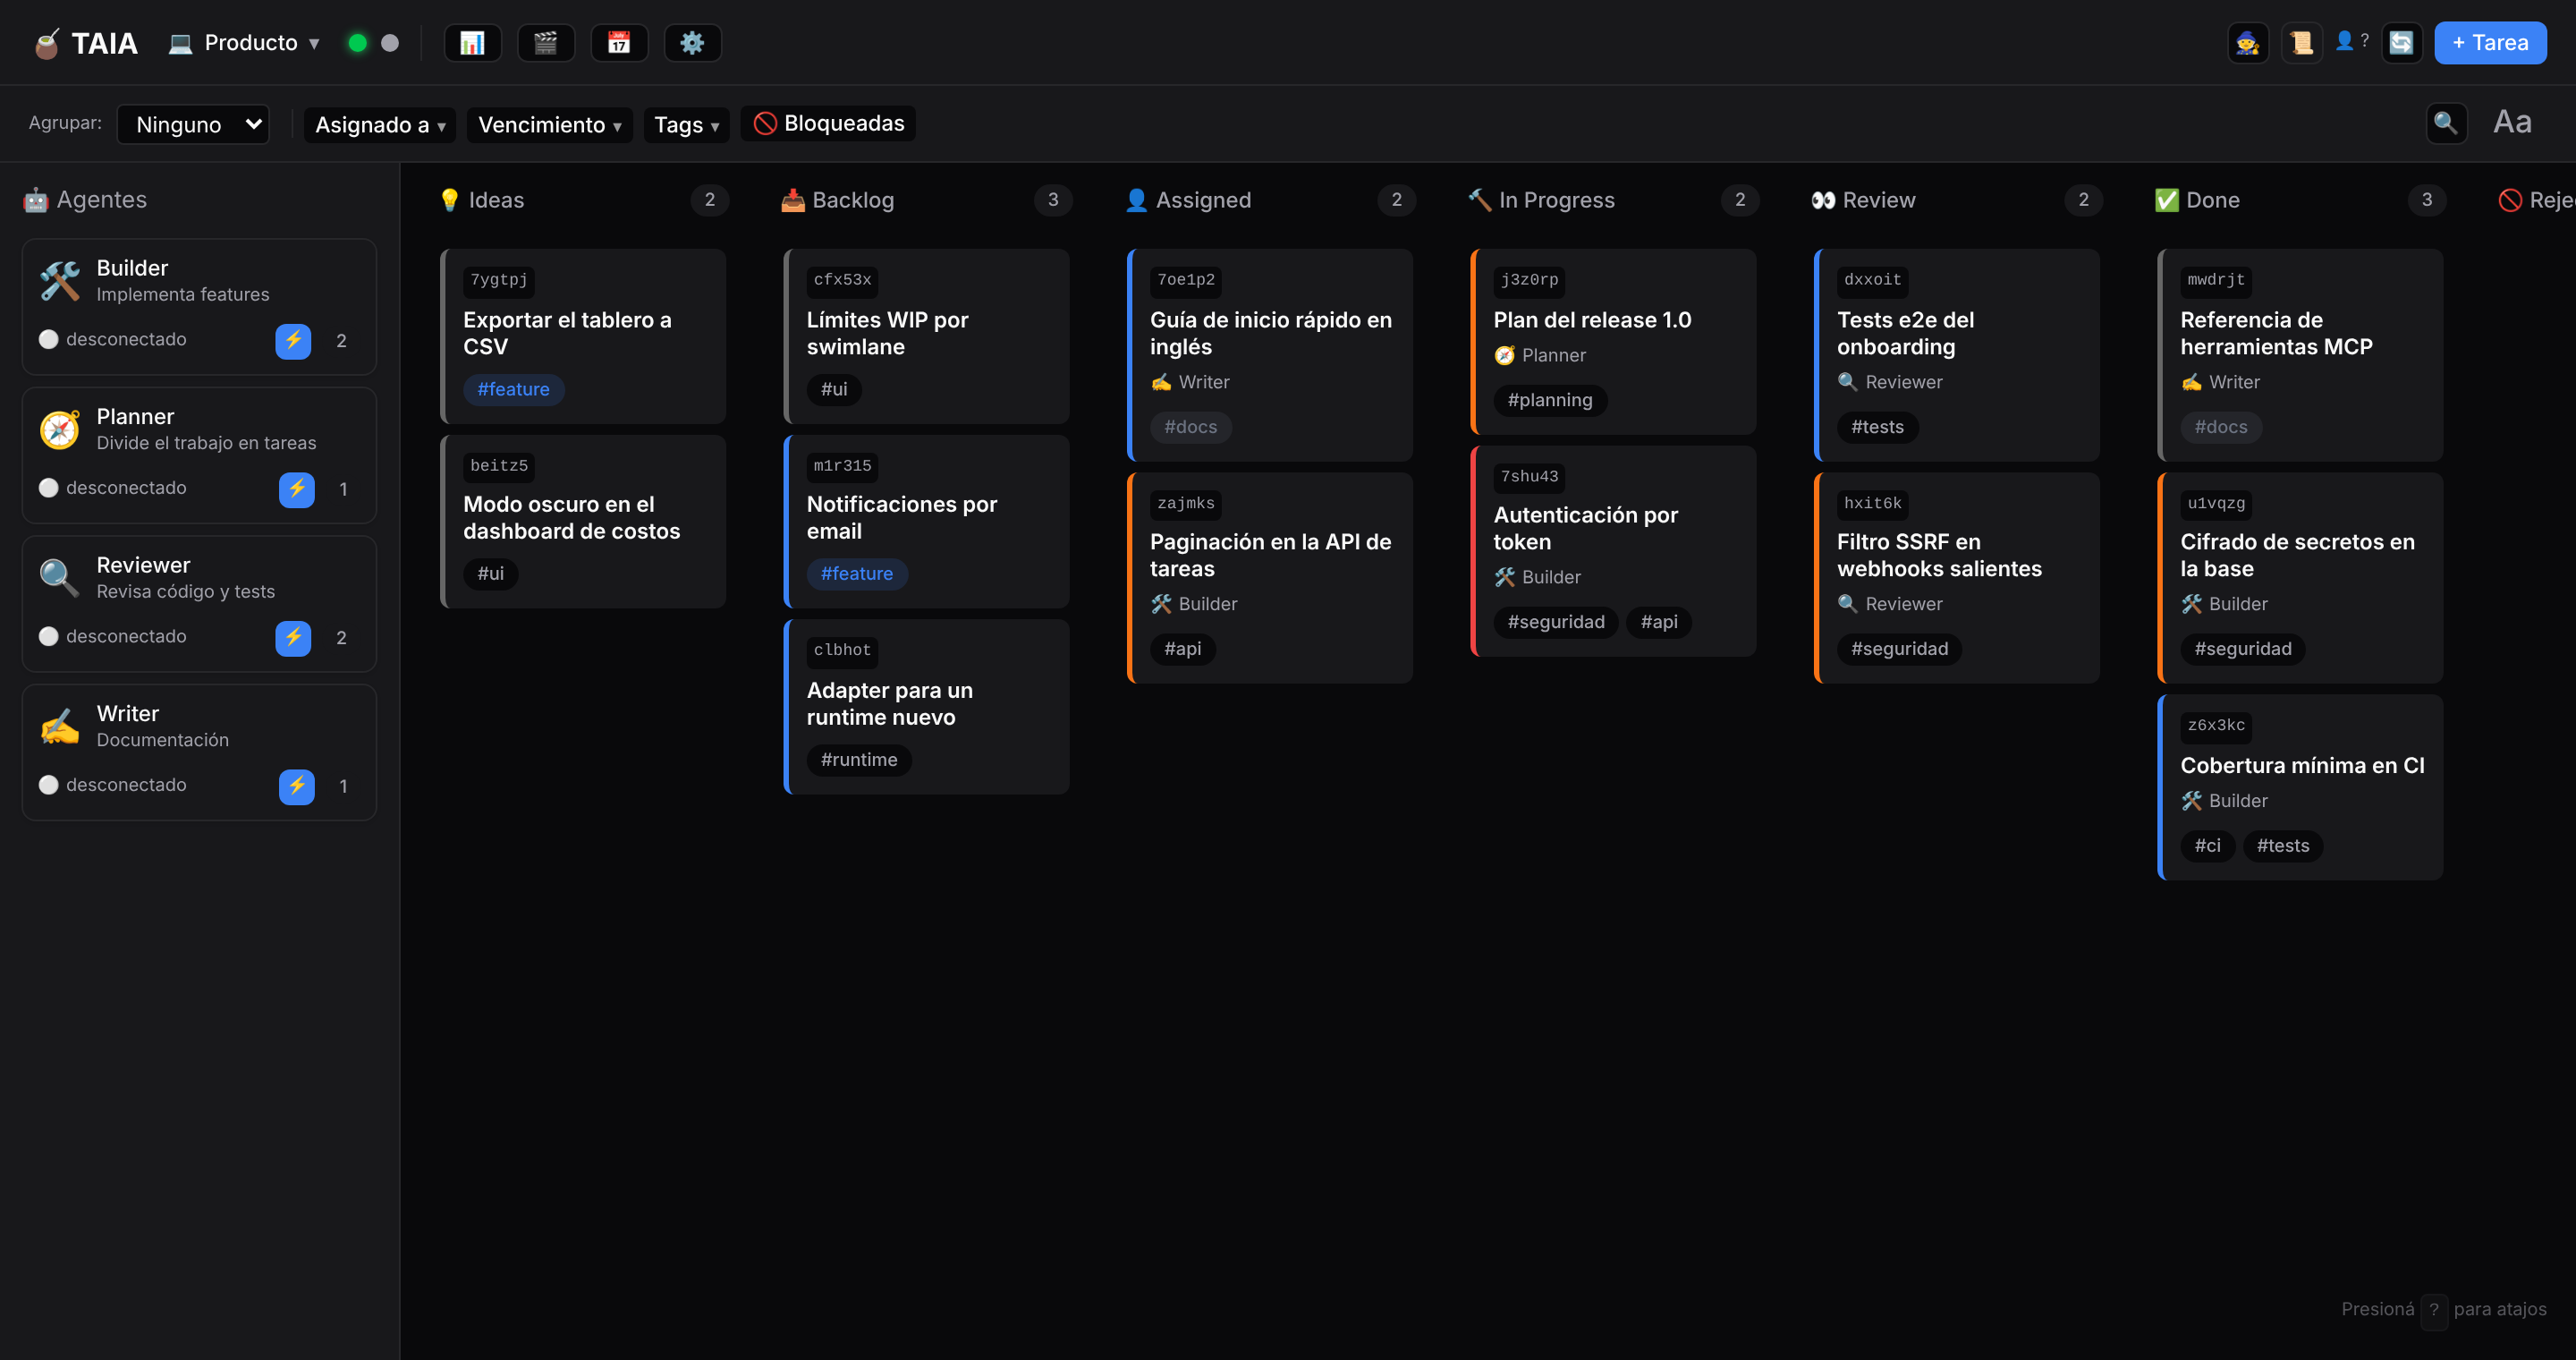 TAIA
Producto
?
+ Tarea
Agrupar:
Ninguno
Asignado a
Vencimiento
Tags
Bloqueadas
Aa
Agentes
Builder
Implementa features
desconectado
2
Planner
Divide el trabajo en tareas
desconectado
1
Reviewer
Revisa código y tests
desconectado
2
Writer
Documentación
desconectado
1
Ideas 2
7ygtpj
Exportar el tablero a
CSV
#feature
beitz5
Modo oscuro en el
dashboard de costos
#ui
Backlog 3
cfx53x
Límites WIP por
swimlane
#ui
m1r315
Notificaciones por
email
#feature
clbhot
Adapter para un
runtime nuevo
#runtime
Assigned 2
7oe1p2
Guía de inicio rápido en
inglés
Writer
#docs
zajmks
Paginación en la API de
tareas
Builder
#api
In Progress 2
j3z0rp
Plan del release 1.0
Planner
#planning
7shu43
Autenticación por
token
Builder
#seguridad #api
Review 2
dxxoit
Tests e2e del
onboarding
Reviewer
#tests
hxit6k
Filtro SSRF en
webhooks salientes
Reviewer
#seguridad
Done 3
mwdrjt
Referencia de
herramientas MCP
Writer
#docs
u1vqzg
Cifrado de secretos en
la base
Builder
#seguridad
z6x3kc
Cobertura mínima en CI
Builder
#ci #tests
Reje
Presioná ? para atajos